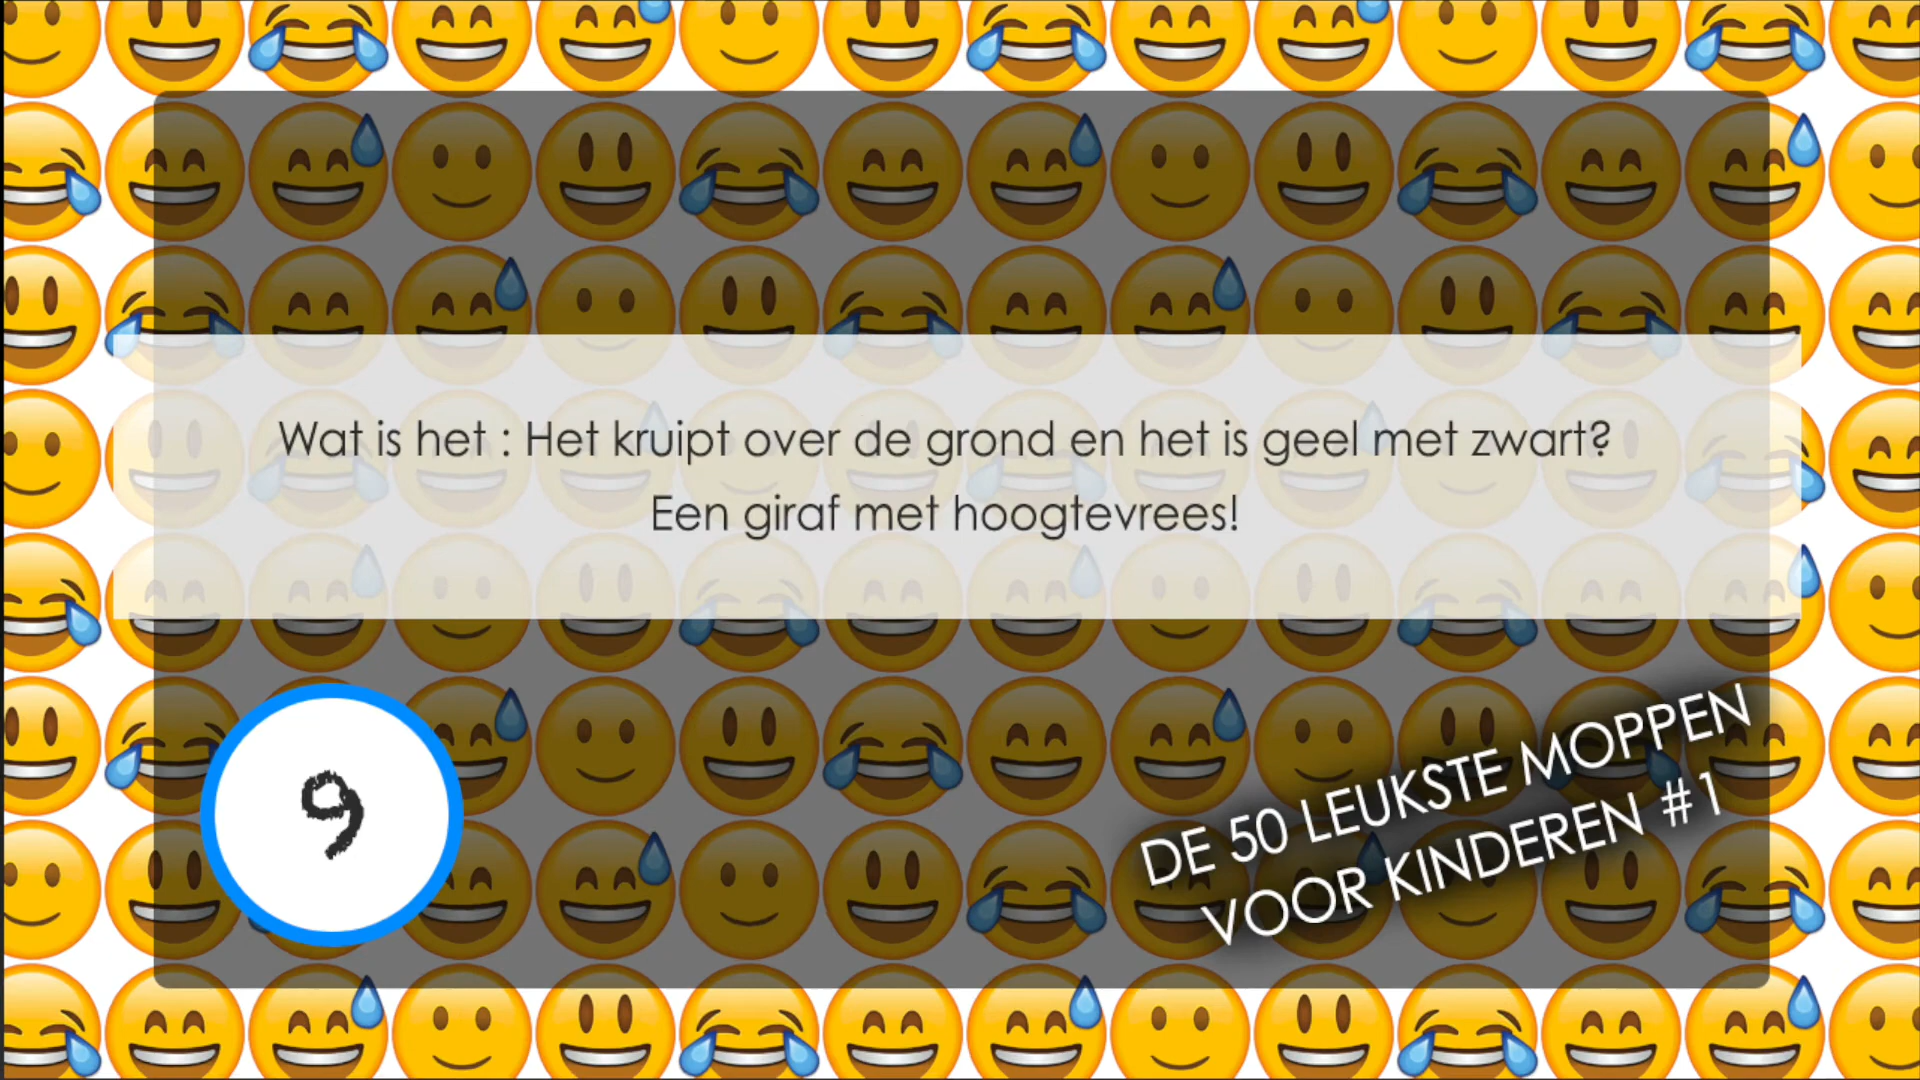 Wat is het : Het kruipt over de grond en het is geel met zwart?
Een giraf met hoogtevrees!
9
DE 50 LEUKSTE MOPPEN
VOOR KINDEREN #1